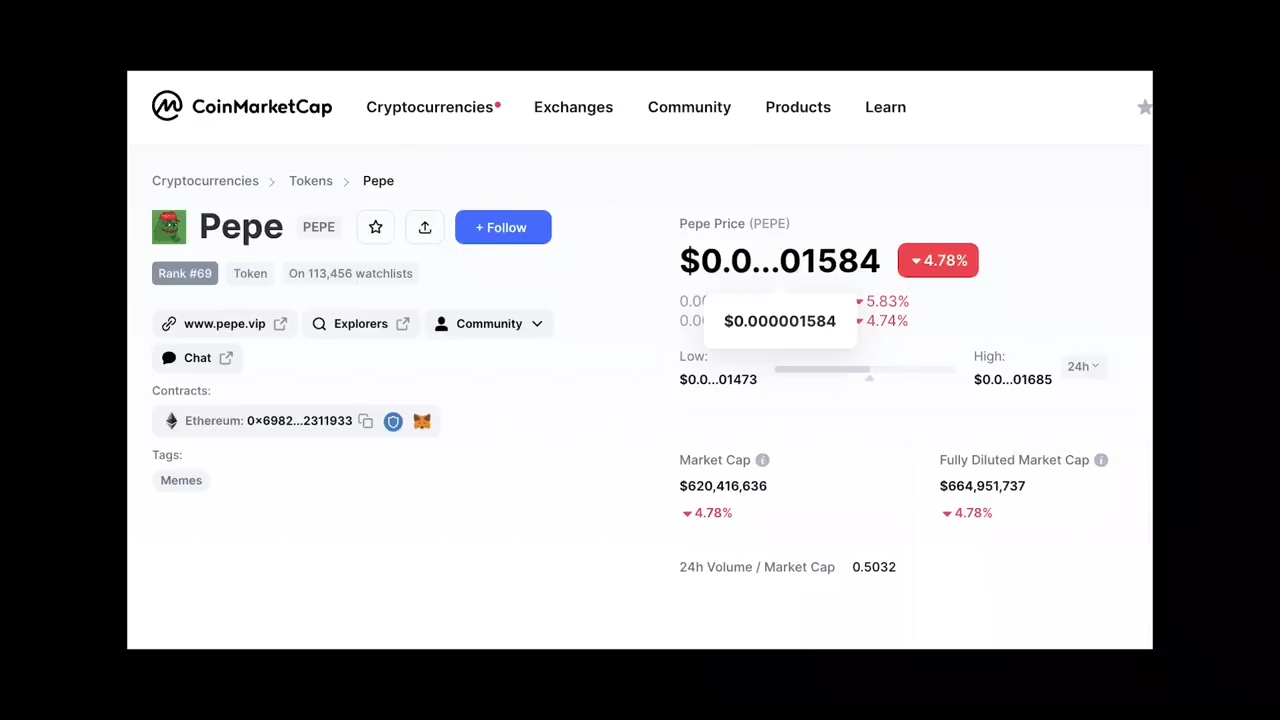 CoinMarketCap Cryptocurrencies Exchanges Community Products Learn
Cryptocurrencies > Tokens > Pepe
Pepe PEPE + Follow
Rank #69 Token On 113,456 watchlists
www.pepe.vip Explorers Community
Chat
Contracts:
Ethereum: 0x6982...2311933
Tags:
Memes
Pepe Price (PEPE)
$0.0...01584 4.78%
0.00 5.83%
0.0 4.74%
$0.000001584
Low:
$0.0...01473
High:
$0.0...01685
24h
Market Cap
$620,416,636
4.78%
Fully Diluted Market Cap
$664,951,737
4.78%
24h Volume / Market Cap 0.5032